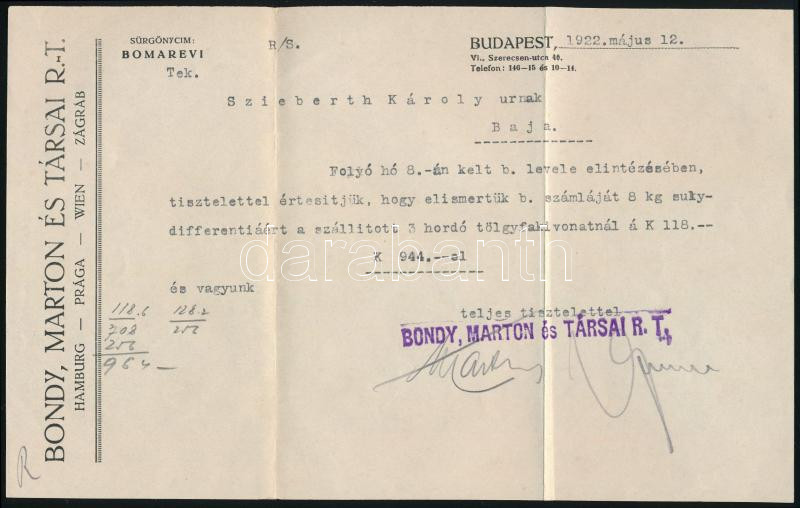 BONDY, MARTON ÉS TÁRSAI R.-T.
HAMBURG — PRÁGA — WIEN — ZÁGRÁB
SÜRGÖNYCIM:
BOMAREVI
R/S.
BUDAPEST, 1922.május 12.
VI., Szerecsen-utca 40.
Telefon: 146—15 és 10—14.
Tek.
Szieberth Károly urnak
Baja.
Folyó hó 8.-án kelt b. levele elintézésében,
tisztelettel értesitjük, hogy elismertük b. számláját 8 kg suly-
differentiáért a szállitott 3 hordó tölgyfakivonatnál á K 118.--
K 944.--el
és vagyunk
teljes tisztelettel
BONDY, MARTON és TÁRSAI R. T.
118.6 128.2
708 256
256
964—
R
darabanth